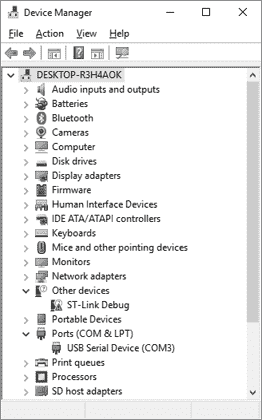 Device Manager
File Action View Help
DESKTOP-R3H4AOK
Audio inputs and outputs
Batteries
Bluetooth
Cameras
Computer
Disk drives
Display adapters
Firmware
Human Interface Devices
IDE ATA/ATAPI controllers
Keyboards
Mice and other pointing devices
Monitors
Network adapters
Other devices
ST-Link Debug
Portable Devices
Ports (COM & LPT)
USB Serial Device (COM3)
Print queues
Processors
SD host adapters